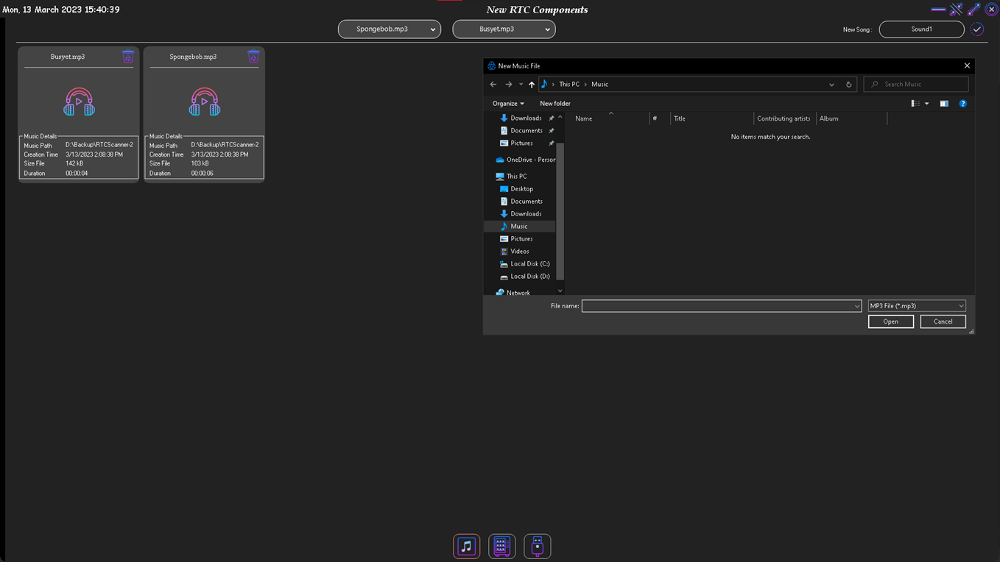 Mon, 13 March 2023 15:40:39
New RTC Components
Spongebob.mp3
Busyet.mp3
New Song :
Sound1
Busyet.mp3
Music Details
Music Path D:\Backup\RTCScanner-2
Creation Time 3/13/2023 2:08:38 PM
Size File 142 kB
Duration 00:00:04
Spongebob.mp3
Music Details
Music Path D:\Backup\RTCScanner-2
Creation Time 3/13/2023 2:08:38 PM
Size File 103 kB
Duration 00:00:06
New Music File
This PC > Music
Search Music
Organize
New folder
Downloads
Documents
Pictures
OneDrive - Person
This PC
Desktop
Documents
Downloads
Music
Pictures
Videos
Local Disk (C:)
Local Disk (D:)
Network
Name # Title Contributing artists Album
No items match your search.
File name:
MP3 File (*.mp3)
Open
Cancel